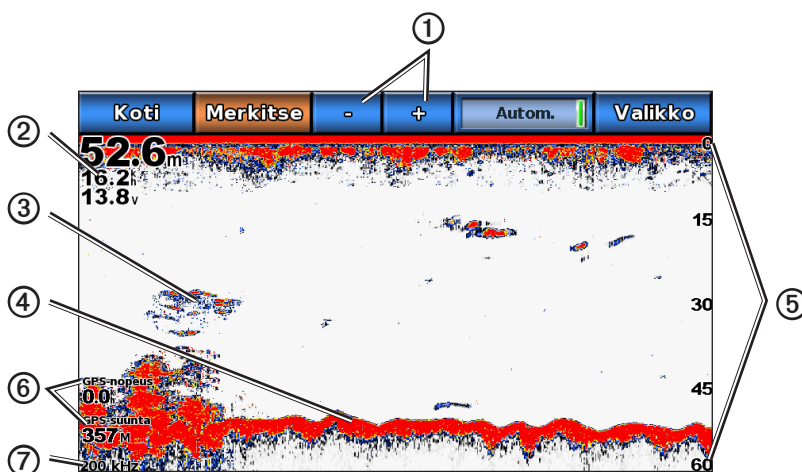 ①
Koti Merkitse - + Autom. Valikko
②
52.6m
16.2
13.8V
0
15
③
30
④
⑤
45
⑥
GPS-nopeus
0.0
GPS-suunta
357M
⑦
200 kHz
60